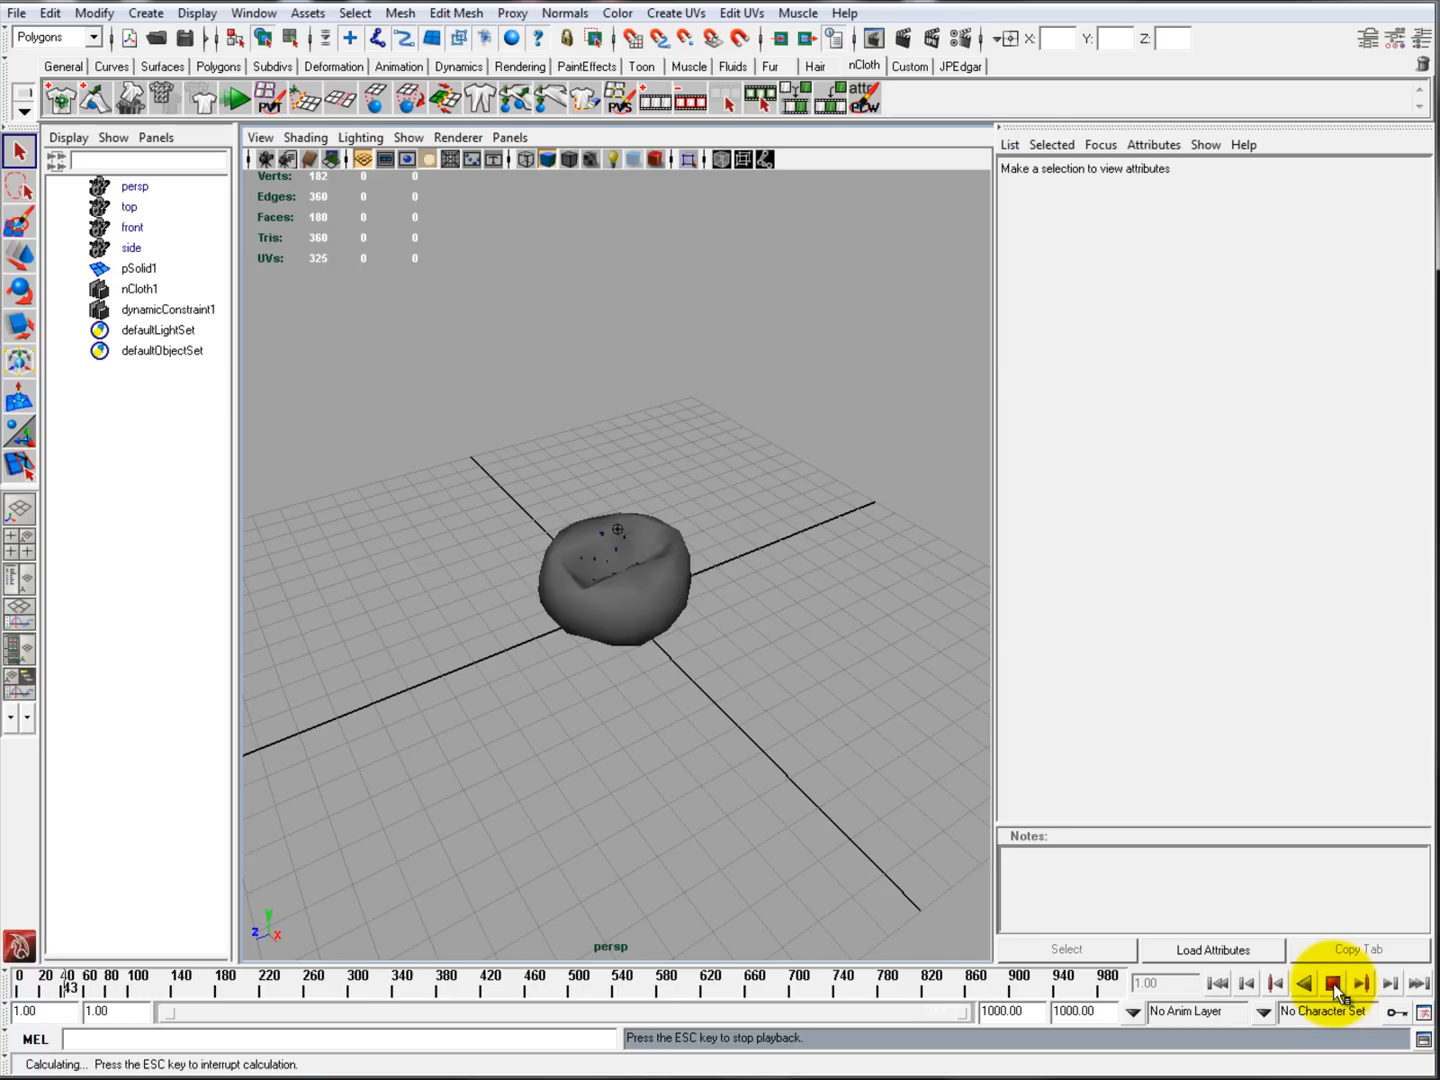 File Edit Modify Create Display Window Assets Select Mesh Edit Mesh Proxy Normals Color Create UVs Edit UVs Muscle Help
Polygons X: Y: Z:
General Curves Surfaces Polygons Subdivs Deformation Animation Dynamics Rendering PaintEffects Toon Muscle Fluids Fur Hair nCloth Custom JPEdgar
PVT PVS attr PCW
Display Show Panels
View Shading Lighting Show Renderer Panels
List Selected Focus Attributes Show Help
Make a selection to view attributes
persp
top
front
side
pSolid1
nCloth1
dynamicConstraint1
defaultLightSet
defaultObjectSet
Verts: 182 0 0
Edges: 360 0 0
Faces: 180 0 0
Tris: 360 0 0
UVs: 325 0 0
y
z x
persp
Notes:
Select Load Attributes Copy Tab
0 20 40 60 80 100 140 180 220 260 300 340 380 420 460 500 540 580 620 660 700 740 780 820 860 900 940 980
43
1.00
1.00 1.00 1000.00 1000.00 No Anim Layer No Character Set
MEL Press the ESC key to stop playback.
Calculating... Press the ESC key to interrupt calculation.